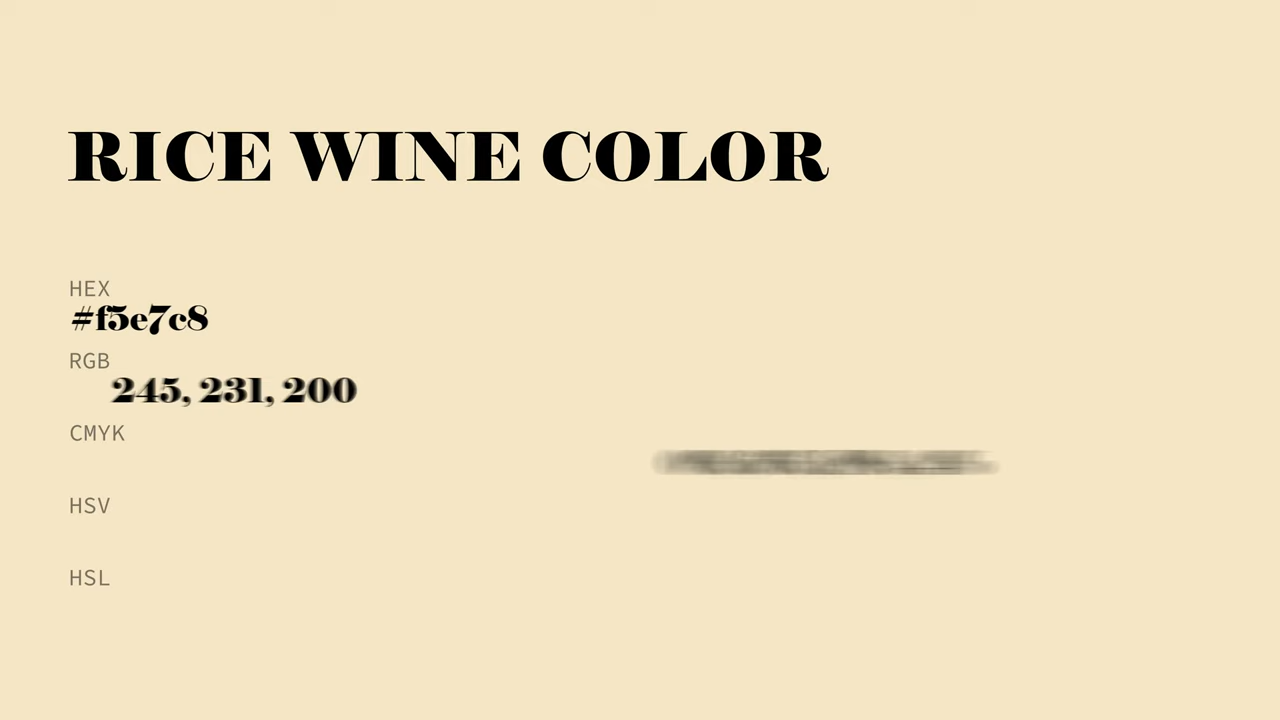 RICE WINE COLOR
HEX
#f5e7c8
RGB
245, 231, 200
CMYK
HSV
HSL